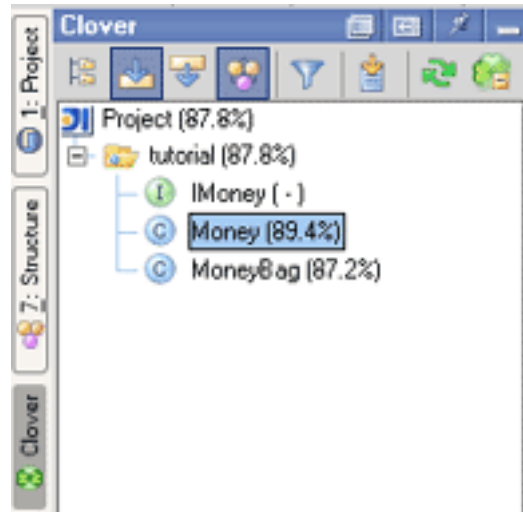 Clover
1: Project
7: Structure
Clover
Project (87.8%)
tutorial (87.8%)
I IMoney ( - )
C Money (89.4%)
C MoneyBag (87.2%)